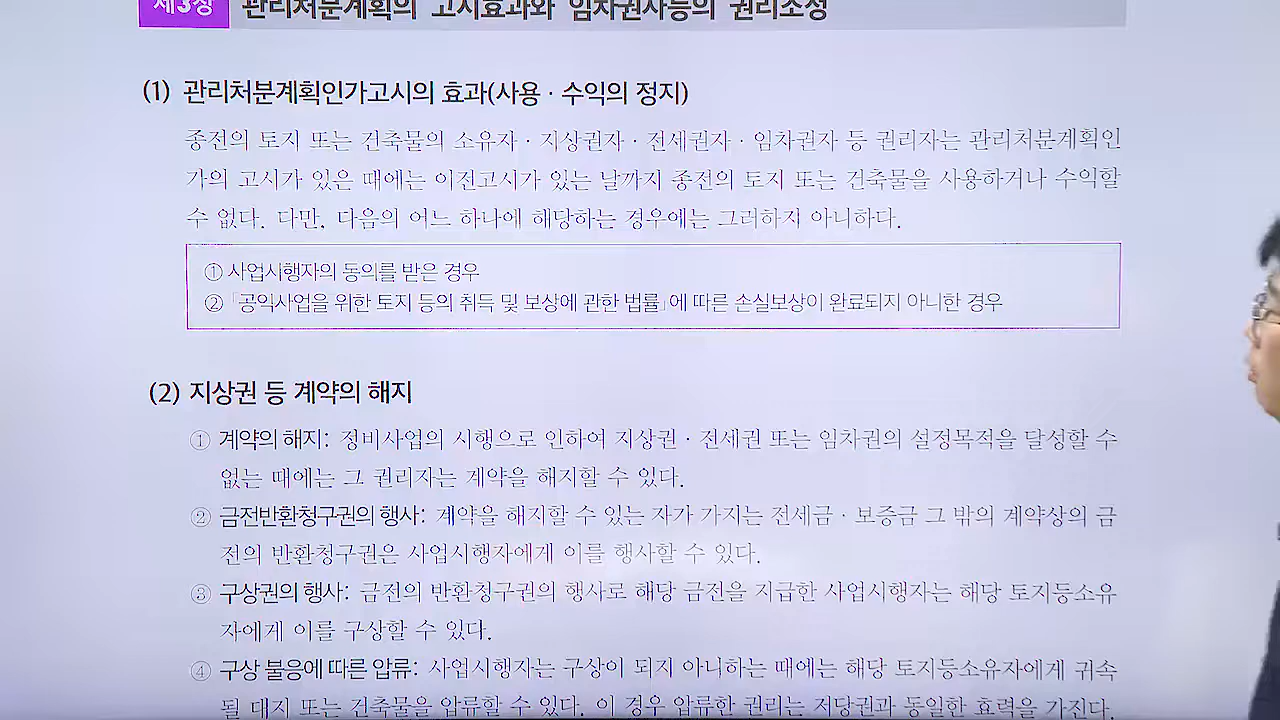 제3장 관리처분계획의 고시효과와 임차권자등의 권리조정
(1) 관리처분계획인가고시의 효과(사용·수익의 정지)
종전의 토지 또는 건축물의 소유자·지상권자·전세권자·임차권자 등 권리자는 관리처분계획인
가의 고시가 있은 때에는 이전고시가 있는 날까지 종전의 토지 또는 건축물을 사용하거나 수익할
수 없다. 다만, 다음의 어느 하나에 해당하는 경우에는 그러하지 아니하다.
① 사업시행자의 동의를 받은 경우
② 「공익사업을 위한 토지 등의 취득 및 보상에 관한 법률」에 따른 손실보상이 완료되지 아니한 경우
(2) 지상권 등 계약의 해지
① 계약의 해지: 정비사업의 시행으로 인하여 지상권·전세권 또는 임차권의 설정목적을 달성할 수
없는 때에는 그 권리자는 계약을 해지할 수 있다.
② 금전반환청구권의 행사: 계약을 해지할 수 있는 자가 가지는 전세금·보증금 그 밖의 계약상의 금
전의 반환청구권은 사업시행자에게 이를 행사할 수 있다.
③ 구상권의 행사: 금전의 반환청구권의 행사로 해당 금전을 지급한 사업시행자는 해당 토지등소유
자에게 이를 구상할 수 있다.
④ 구상 불응에 따른 압류: 사업시행자는 구상이 되지 아니하는 때에는 해당 토지등소유자에게 귀속
될 대지 또는 건축물을 압류할 수 있다. 이 경우 압류한 권리는 저당권과 동일한 효력을 가진다.